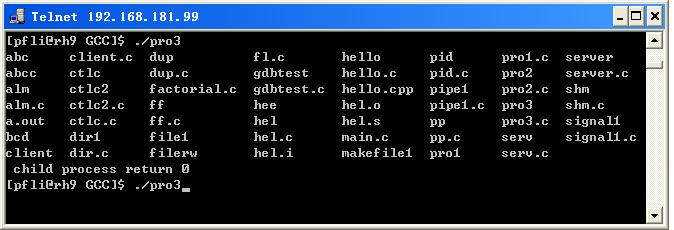 Telnet 192.168.181.99
[pfli@rh9 GCC]$ ./pro3
abc client.c dup fl.c hello pid pro1.c server
abcc ctlc dup.c gdbtest hello.c pid.c pro2 server.c
alm ctlc2 factorial.c gdbtest.c hello.cpp pipe1 pro2.c shm
alm.c ctlc2.c ff hee hel.o pipe1.c pro3 shm.c
a.out ctlc.c ff.c hel hel.s pp pro3.c signal1
bcd dir1 file1 hel.c main.c pp.c serv signal1.c
client dir.c filerw hel.i makefile1 pro1 serv.c
child process return 0
[pfli@rh9 GCC]$ ./pro3